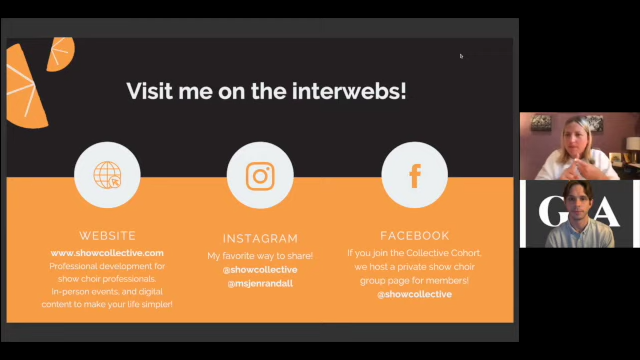 Visit me on the interwebs!
WEBSITE
www.showcollective.com
Professional development for
show choir professionals.
In-person events, and digital
content to make your life simpler!
INSTAGRAM
My favorite way to share!
@showcollective
@msjenrandall
FACEBOOK
If you join the Collective Cohort,
we host a private show choir
group page for members!
@showcollective
G A